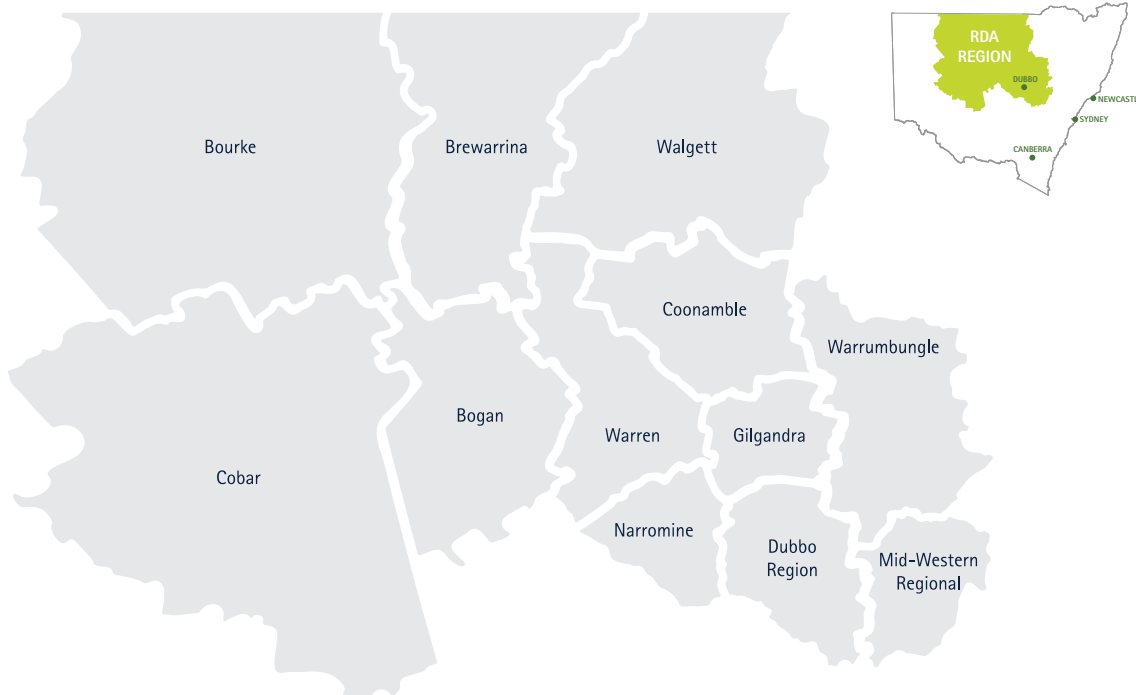 RDA
REGION
DUBBO
NEWCASTL
SYDNEY
CANBERRA
Bourke
Brewarrina
Walgett
Coonamble
Warrumbungle
Bogan
Warren
Gilgandra
Cobar
Narromine
Dubbo
Region
Mid-Western
Regional